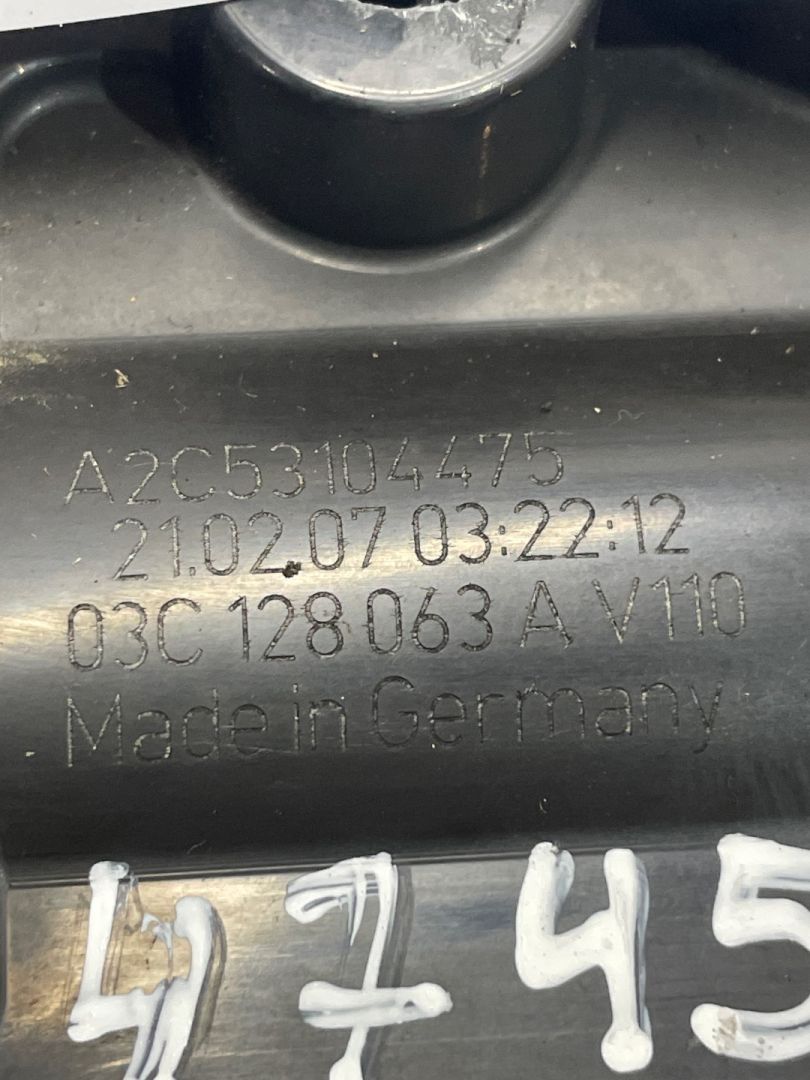 A2C53104475
21.02.07 03:22:12
03C 128 063 A V110
Made in Germany
4745